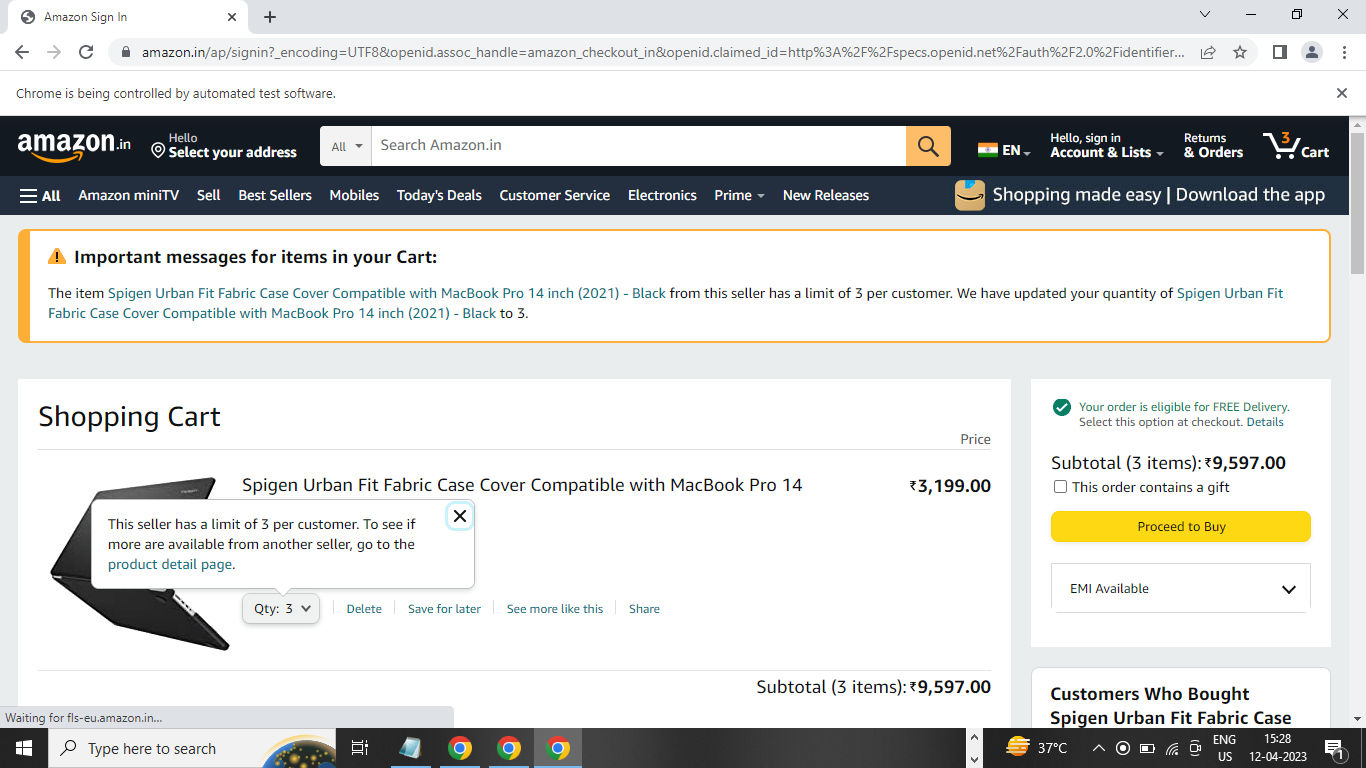 Amazon Sign In
amazon.in/ap/signin?_encoding=UTF8&openid.assoc_handle=amazon_checkout_in&openid.claimed_id=http%3A%2F%2Fspecs.openid.net%2Fauth%2F2.0%2Fidentifier...
Chrome is being controlled by automated test software.
amazon.in
Hello
Select your address
All
Search Amazon.in
EN
Hello, sign in
Account & Lists
Returns
& Orders
3
Cart
All
Amazon miniTV
Sell
Best Sellers
Mobiles
Today's Deals
Customer Service
Electronics
Prime
New Releases
Shopping made easy | Download the app
Important messages for items in your Cart:
The item Spigen Urban Fit Fabric Case Cover Compatible with MacBook Pro 14 inch (2021) - Black from this seller has a limit of 3 per customer. We have updated your quantity of Spigen Urban Fit
Fabric Case Cover Compatible with MacBook Pro 14 inch (2021) - Black to 3.
Shopping Cart
Price
Spigen Urban Fit Fabric Case Cover Compatible with MacBook Pro 14
₹3,199.00
This seller has a limit of 3 per customer. To see if
more are available from another seller, go to the
product detail page.
Qty: 3
Delete
Save for later
See more like this
Share
Subtotal (3 items): ₹9,597.00
Your order is eligible for FREE Delivery.
Select this option at checkout. Details
Subtotal (3 items): ₹9,597.00
This order contains a gift
Proceed to Buy
EMI Available
Customers Who Bought
Spigen Urban Fit Fabric Case
Waiting for fls-eu.amazon.in...
Type here to search
37°C
ENG
US
15:28
12-04-2023
1